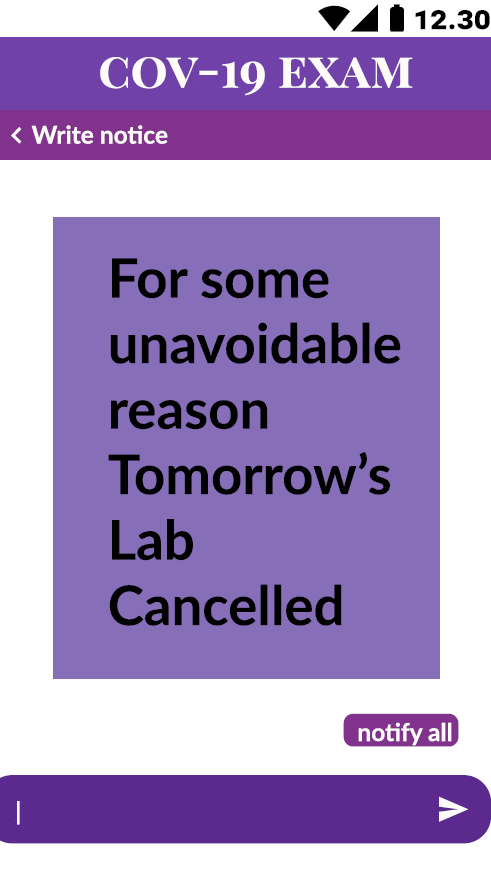 12.30
COV-19 EXAM
Write notice
For some
unavoidable
reason
Tomorrow’s
Lab
Cancelled
notify all